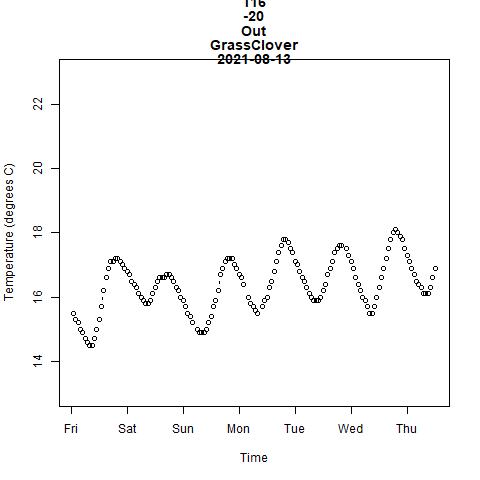 T16
-20
Out
GrassClover
2021-08-13
Temperature (degrees C)
22
20
18
16
14
Fri Sat Sun Mon Tue Wed Thu
Time